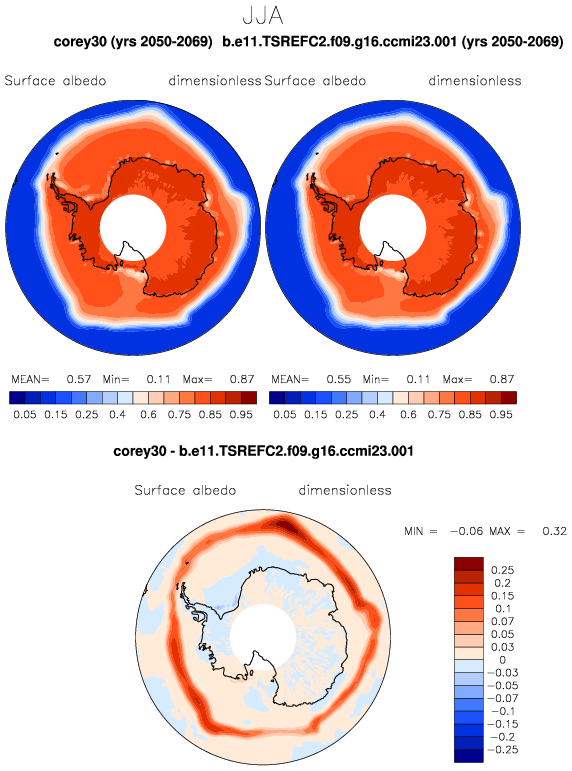 JJA
corey30 (yrs 2050-2069) b.e11.TSREFC2.f09.g16.ccmi23.001 (yrs 2050-2069)
Surface albedo dimensionless Surface albedo dimensionless
MEAN= 0.57 Min= 0.11 Max= 0.87 MEAN= 0.55 Min= 0.11 Max= 0.87
0.05 0.15 0.25 0.4 0.6 0.75 0.85 0.95 0.05 0.15 0.25 0.4 0.6 0.75 0.85 0.95
corey30 - b.e11.TSREFC2.f09.g16.ccmi23.001
Surface albedo dimensionless
MIN = -0.06 MAX = 0.32
0.25
0.2
0.15
0.1
0.07
0.05
0.03
0
-0.03
-0.05
-0.07
-0.1
-0.15
-0.2
-0.25